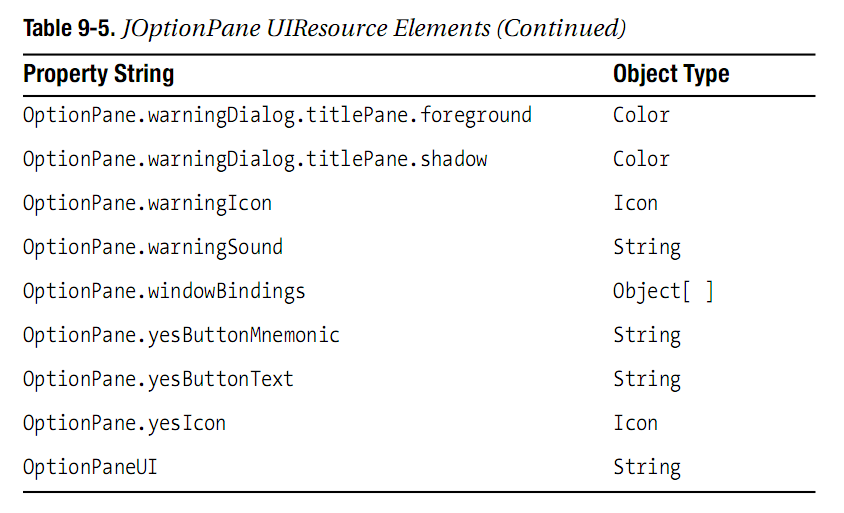 Table 9-5. JOptionPane UIResource Elements (Continued)
Property String Object Type
OptionPane.warningDialog.titlePane.foreground Color
OptionPane.warningDialog.titlePane.shadow Color
OptionPane.warningIcon Icon
OptionPane.warningSound String
OptionPane.windowBindings Object[ ]
OptionPane.yesButtonMnemonic String
OptionPane.yesButtonText String
OptionPane.yesIcon Icon
OptionPaneUI String